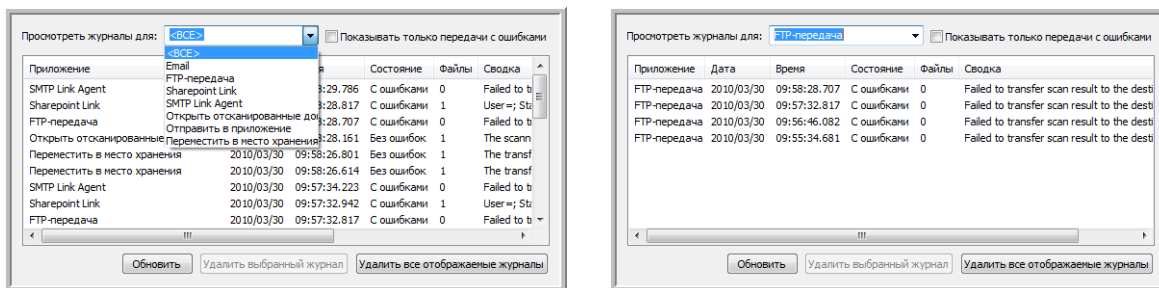 Просмотреть журналы для: <ВСЕ> Показывать только передачи с ошибками
<ВСЕ>
Email
FTP-передача
Sharepoint Link
SMTP Link Agent
Открыть отсканированные до
Отправить в приложение
Переместить в место хранения
Приложение Состояние Файлы Сводка
SMTP Link Agent :29.786 С ошибками 0 Failed to t
Sharepoint Link :28.817 С ошибками 1 User=; Sta
FTP-передача :28.707 С ошибками 0 Failed to t
Открыть отсканированные :28.161 Без ошибок 1 The scann
Переместить в место хранения 2010/03/30 09:58:26.801 Без ошибок 1 The transf
Переместить в место хранения 2010/03/30 09:58:26.614 Без ошибок 1 The transf
SMTP Link Agent 2010/03/30 09:57:34.223 С ошибками 0 Failed to t
Sharepoint Link 2010/03/30 09:57:32.942 С ошибками 1 User=; Sta
FTP-передача 2010/03/30 09:57:32.817 С ошибками 0 Failed to t
Обновить Удалить выбранный журнал Удалить все отображаемые журналы
Просмотреть журналы для: FTP-передача Показывать только передачи с ошибками
Приложение Дата Время Состояние Файлы Сводка
FTP-передача 2010/03/30 09:58:28.707 С ошибками 0 Failed to transfer scan result to the desti
FTP-передача 2010/03/30 09:57:32.817 С ошибками 0 Failed to transfer scan result to the desti
FTP-передача 2010/03/30 09:56:46.082 С ошибками 0 Failed to transfer scan result to the desti
FTP-передача 2010/03/30 09:55:34.681 С ошибками 0 Failed to transfer scan result to the desti
Обновить Удалить выбранный журнал Удалить все отображаемые журналы